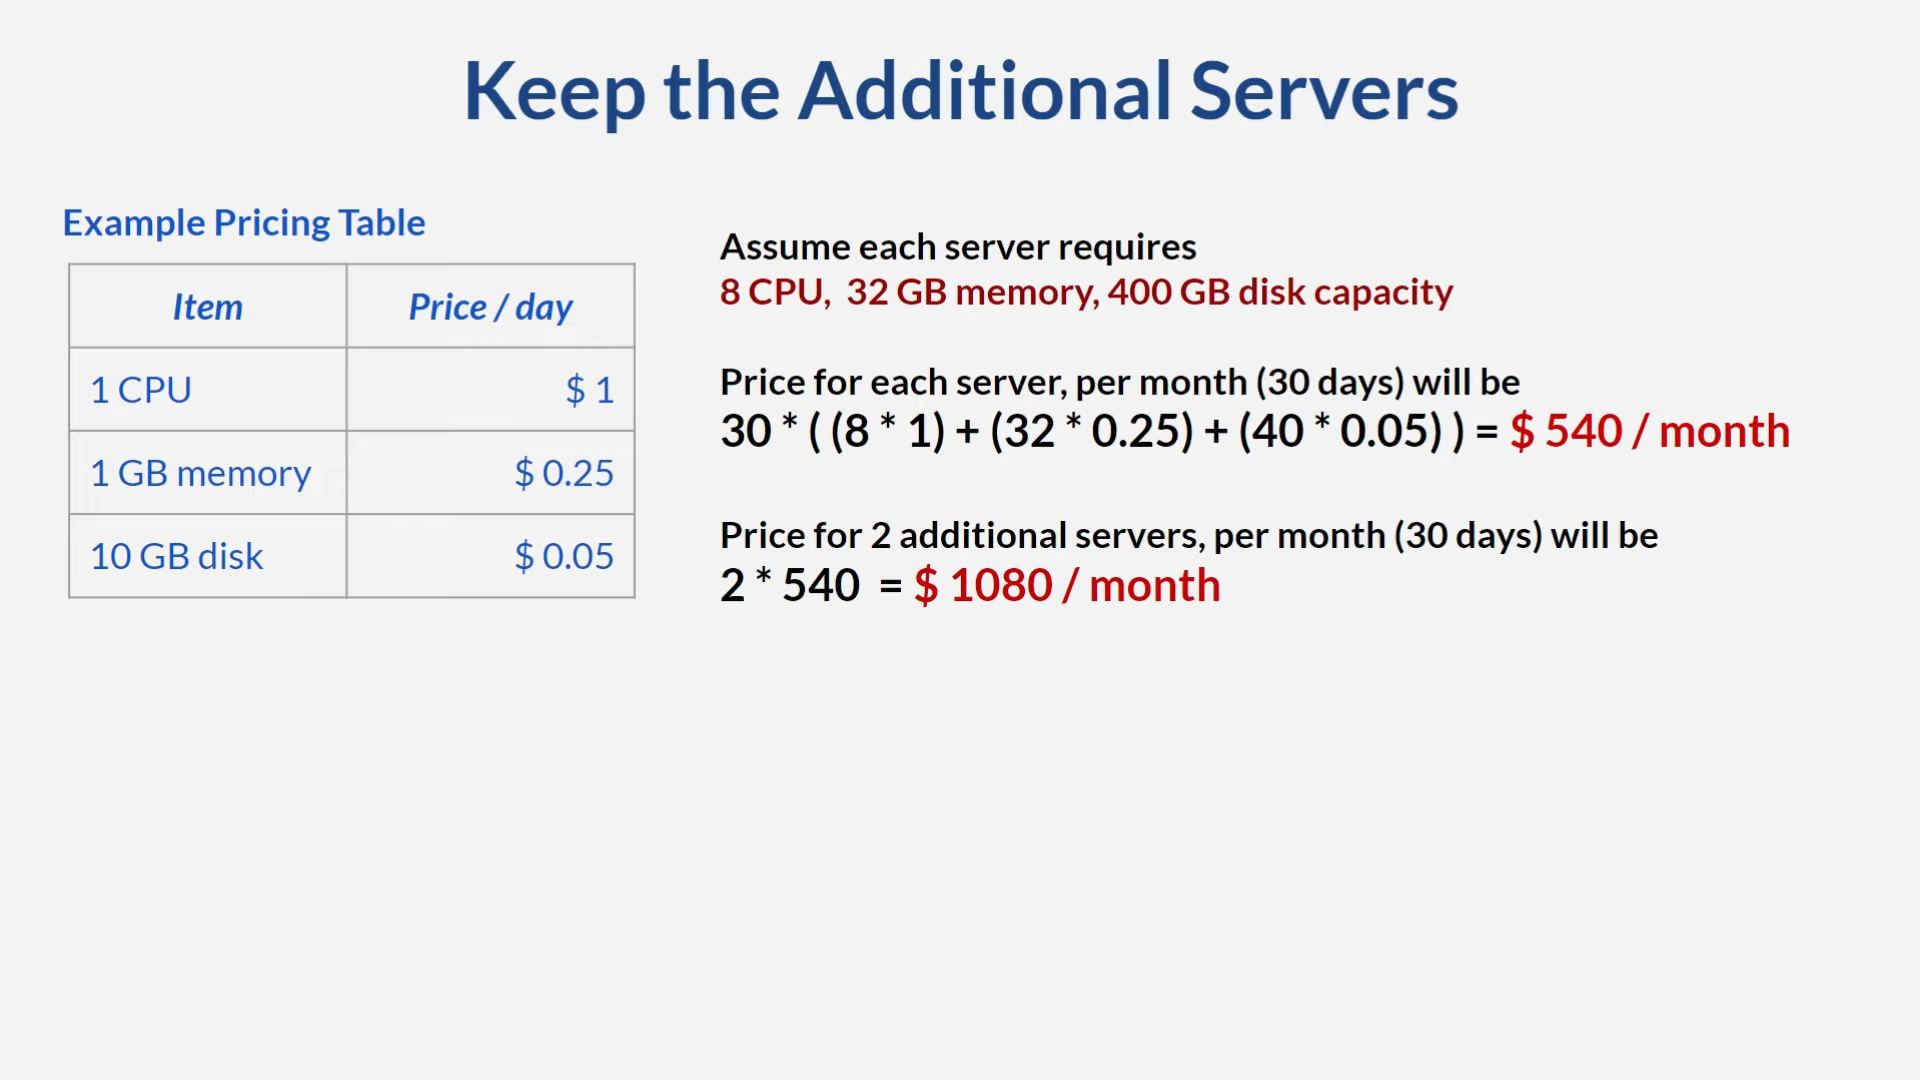 Keep the Additional Servers
Example Pricing Table
Item Price / day
1 CPU $ 1
1 GB memory $ 0.25
10 GB disk $ 0.05
Assume each server requires
8 CPU, 32 GB memory, 400 GB disk capacity
Price for each server, per month (30 days) will be
30 * ( (8 * 1) + (32 * 0.25) + (40 * 0.05) ) = $ 540 / month
Price for 2 additional servers, per month (30 days) will be
2 * 540 = $ 1080 / month